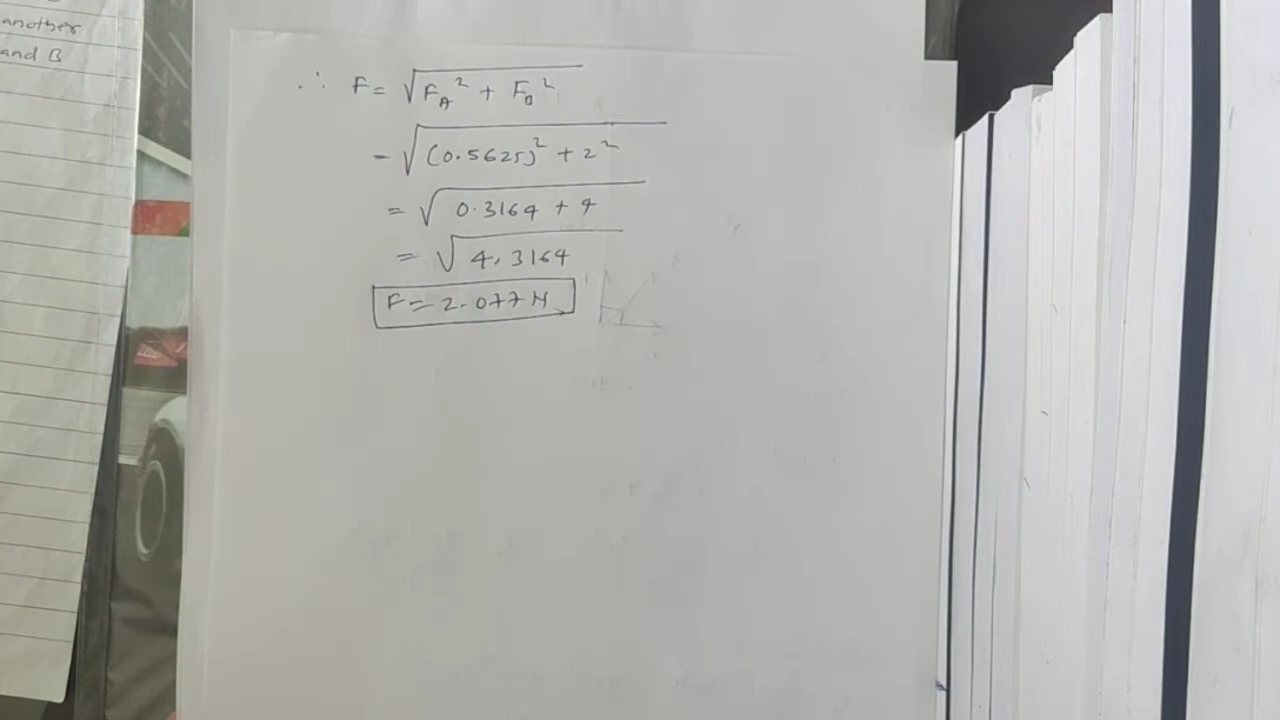 another
and B
∴ F = √(F_A² + F_B²)
= √((0.5625)² + 2²)
= √(0.3164 + 4)
= √(4.3164)
F = 2.077 N